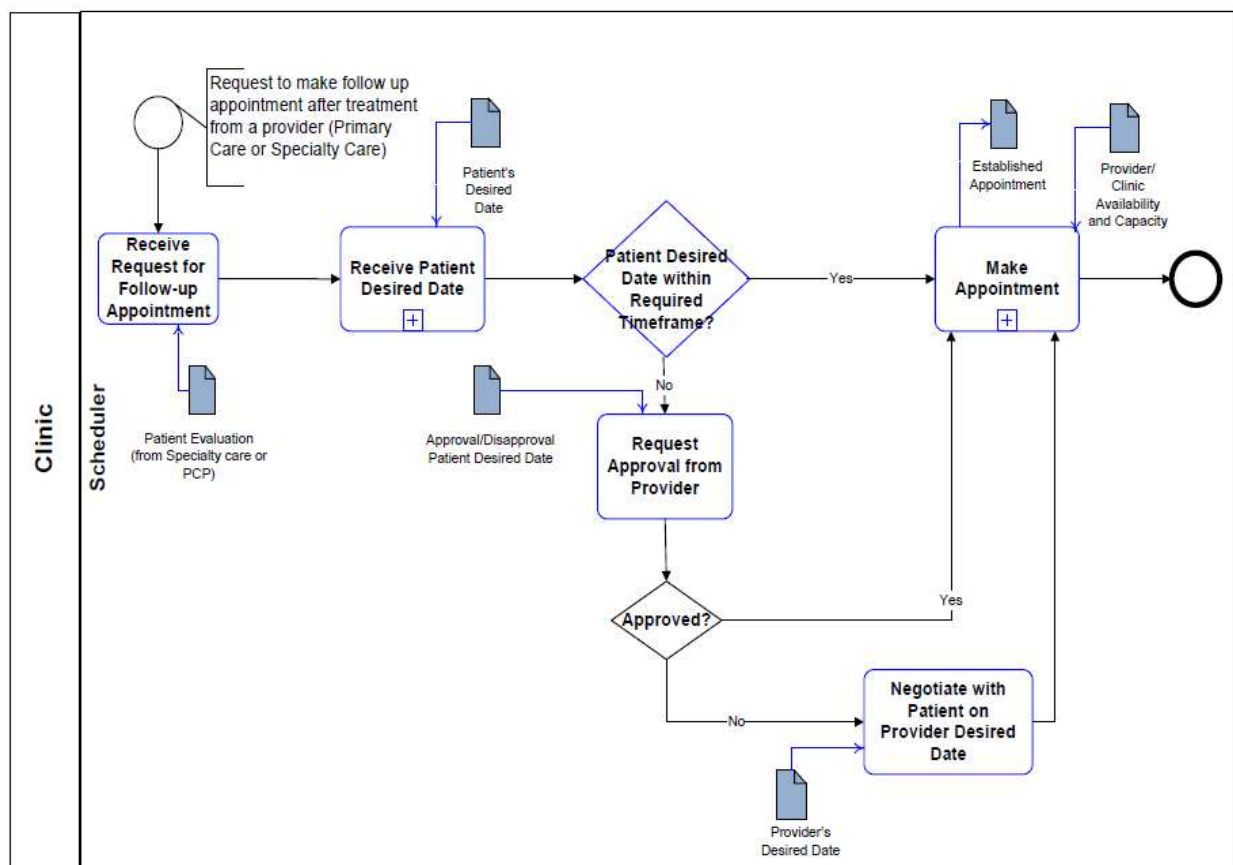 Clinic
Scheduler
Request to make follow up
appointment after treatment
from a provider (Primary
Care or Specialty Care)
Patient's
Desired
Date
Established
Appointment
Provider/
Clinic
Availability
and Capacity
Receive
Request for
Follow-up
Appointment
Receive Patient
Desired Date
Patient Desired
Date within
Required
Timeframe?
Yes
Make
Appointment
No
Patient Evaluation
(from Specialty care or
PCP)
Approval/Disapproval
Patient Desired Date
Request
Approval from
Provider
Approved?
Yes
No
Negotiate with
Patient on
Provider Desired
Date
Provider's
Desired Date